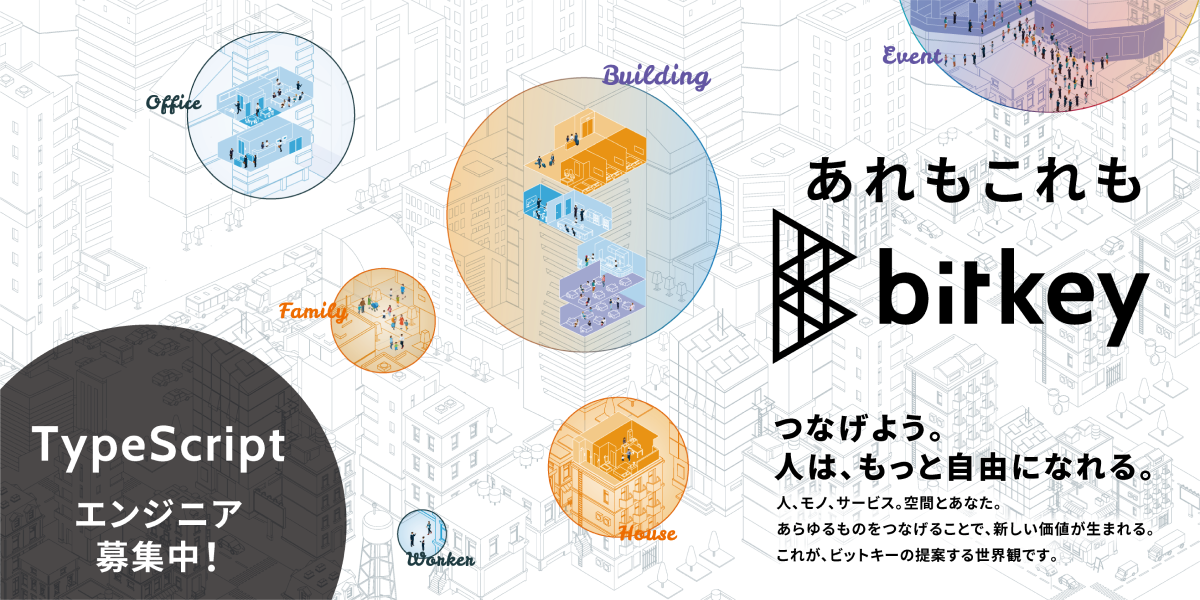 Office
Building
Event
Family
あれもこれも
bitkey
TypeScript
エンジニア
募集中!
つなげよう。
人は、もっと自由になれる。
人、モノ、サービス。空間とあなた。
あらゆるものをつなげることで、新しい価値が生まれる。
これが、ビットキーの提案する世界観です。
House
Worker